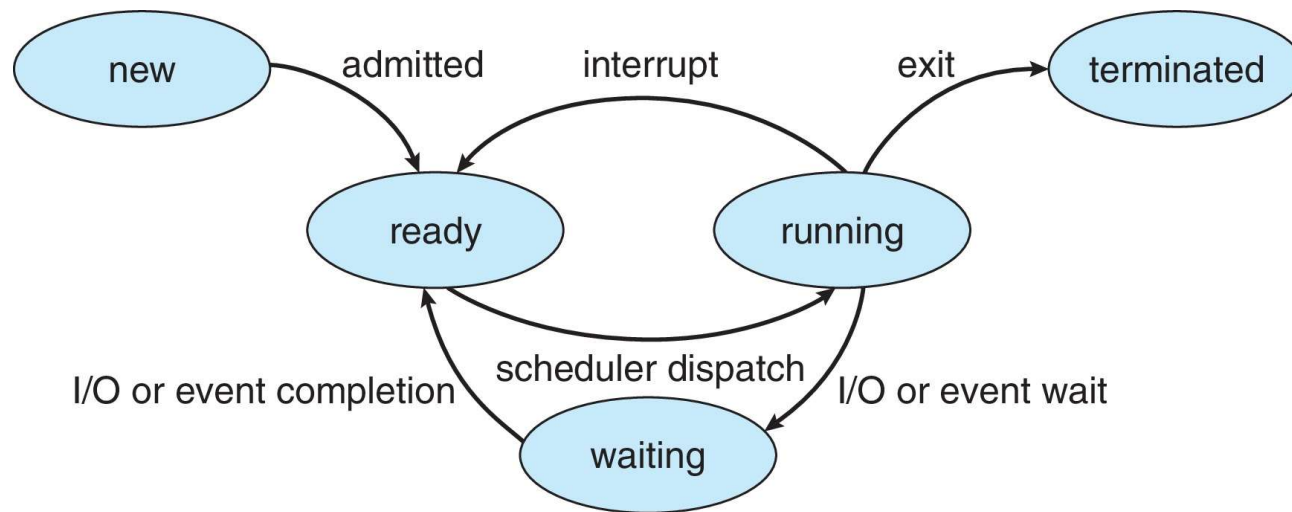 new
admitted
interrupt
exit
terminated
ready
running
scheduler dispatch
I/O or event completion
I/O or event wait
waiting